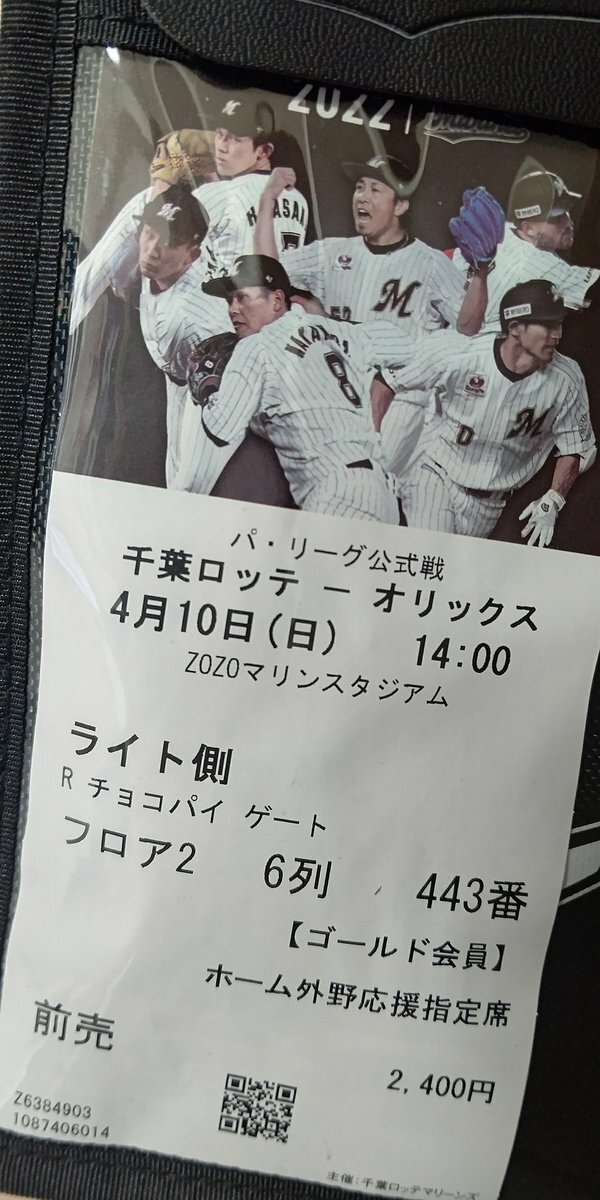 2022 | Marines
M
M
M
M
8
0
パ・リーグ公式戦
千葉ロッテ － オリックス
4月10日(日) 14:00
ZOZOマリンスタジアム
ライト側
R チョコパイ ゲート
フロア2 6列 443番
【ゴールド会員】
ホーム外野応援指定席
前売
2,400円
Z6384903
1087406014
主催:千葉ロッテマリーンズ